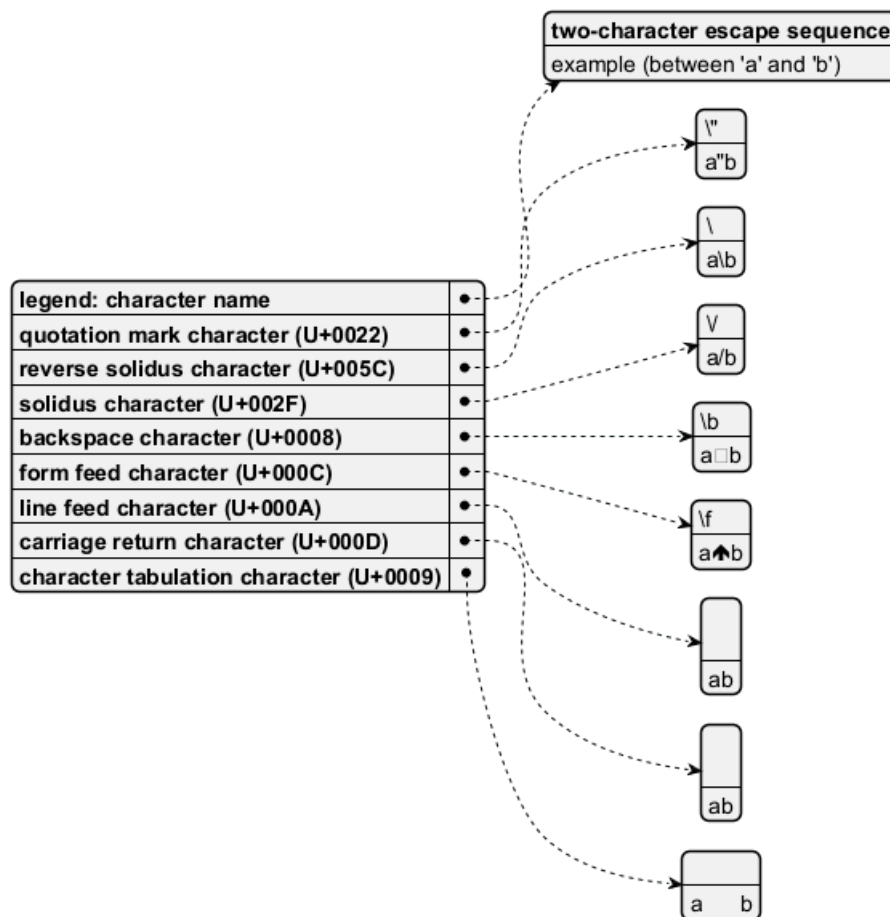 two-character escape sequence
example (between 'a' and 'b')
\"
a"b
\
a\b
\/
a/b
\b
a□b
\f
a🡅b
ab
ab
a	b
legend: character name
quotation mark character (U+0022)
reverse solidus character (U+005C)
solidus character (U+002F)
backspace character (U+0008)
form feed character (U+000C)
line feed character (U+000A)
carriage return character (U+000D)
character tabulation character (U+0009)